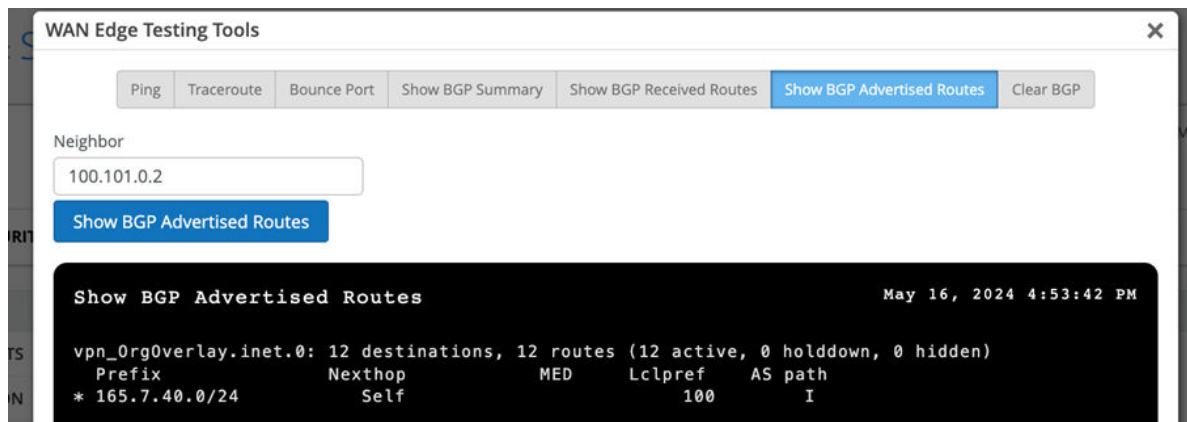 WAN Edge Testing Tools
Ping Traceroute Bounce Port Show BGP Summary Show BGP Received Routes Show BGP Advertised Routes Clear BGP
Neighbor
100.101.0.2
Show BGP Advertised Routes
Show BGP Advertised Routes May 16, 2024 4:53:42 PM
vpn_OrgOverlay.inet.0: 12 destinations, 12 routes (12 active, 0 holddown, 0 hidden)
Prefix Nexthop MED Lclpref AS path
* 165.7.40.0/24 Self 100 I